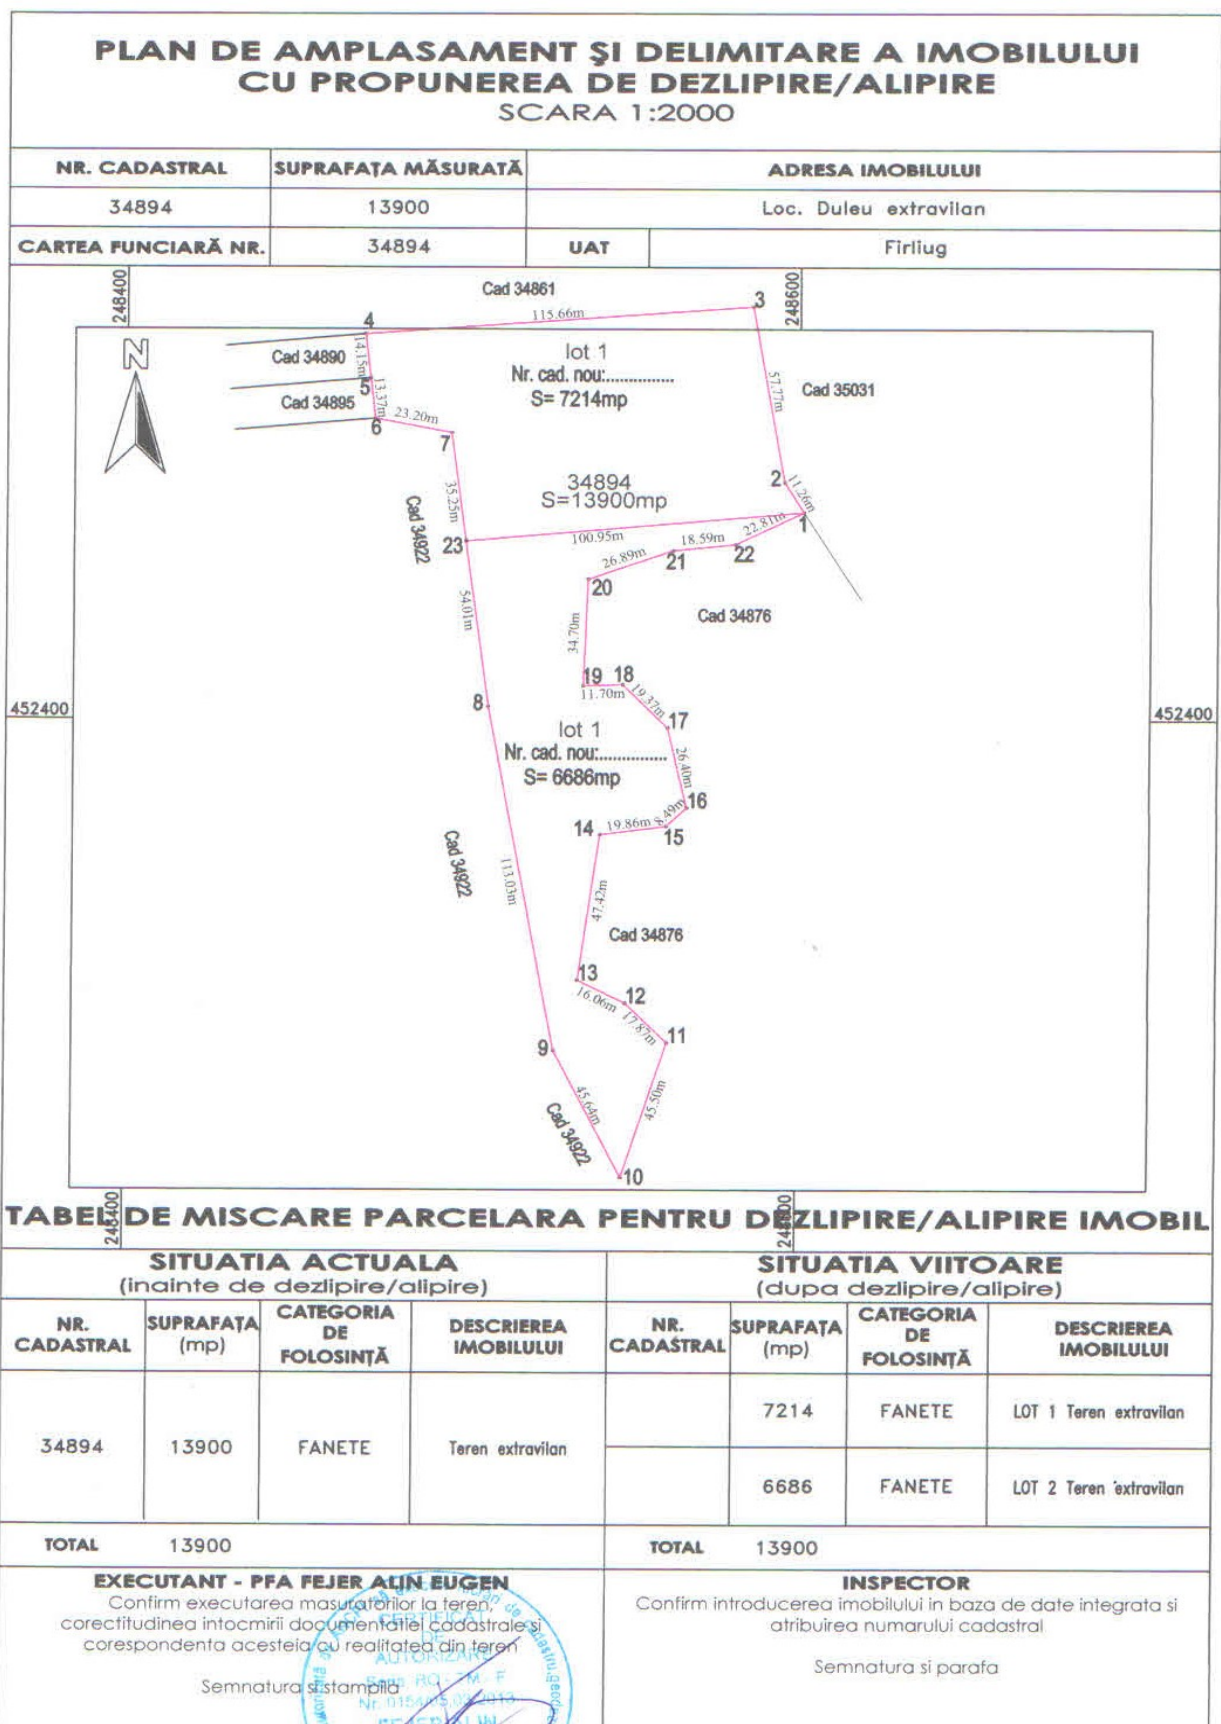 PLAN DE AMPLASAMENT ŞI DELIMITARE A IMOBILULUI
CU PROPUNEREA DE DEZLIPIRE/ALIPIRE
SCARA 1:2000
NR. CADASTRAL SUPRAFAŢA MĂSURATĂ ADRESA IMOBILULUI
34894 13900 Loc. Duleu extravilan
CARTEA FUNCIARĂ NR. 34894 UAT Firliug
248400
Cad 34861
248600
3
115.66m
4
N
lot 1
Cad 34890
14.15m
Nr. cad. nou:...............
57.77m
Cad 35031
5
13.37m
S= 7214mp
Cad 34895
23.20m
6
7
34894
2
11.26m
35.25m
S=13900mp
Cad 34922
1
22.81m
23
100.95m
18.59m
22
26.89m
21
20
54.01m
Cad 34876
34.70m
19
18
11.70m
19.37m
8
452400
452400
17
lot 1
Nr. cad. nou:...............
26.40m
S= 6686mp
16
8.49m
14
19.86m
15
Cad 34922
113.03m
47.42m
Cad 34876
13
16.06m
12
17.87m
11
9
45.64m
45.50m
Cad 34922
10
248400
TABEL DE MISCARE PARCELARA PENTRU DEZLIPIRE/ALIPIRE IMOBIL
SITUATIA ACTUALA SITUATIA VIITOARE
(inainte de dezlipire/alipire) (dupa dezlipire/alipire)
NR. CADASTRAL
SUPRAFAŢA (mp)
CATEGORIA DE FOLOSINŢĂ
DESCRIEREA IMOBILULUI
NR. CADASTRAL
SUPRAFAŢA (mp)
CATEGORIA DE FOLOSINŢĂ
DESCRIEREA IMOBILULUI
34894 13900 FANETE Teren extravilan
7214 FANETE LOT 1 Teren extravilan
6686 FANETE LOT 2 Teren extravilan
TOTAL 13900 TOTAL 13900
EXECUTANT - PFA FEJER ALIN EUGEN
Confirm executarea masuratorilor la teren,
corectitudinea intocmirii documentatiei cadastrale si
corespondenta acesteia cu realitatea din teren
Semnatura si stampila
CERTIFICAT
DE
AUTORIZARE
INSPECTOR
Confirm introducerea imobilului in baza de date integrata si
atribuirea numarului cadastral
Semnatura si parafa